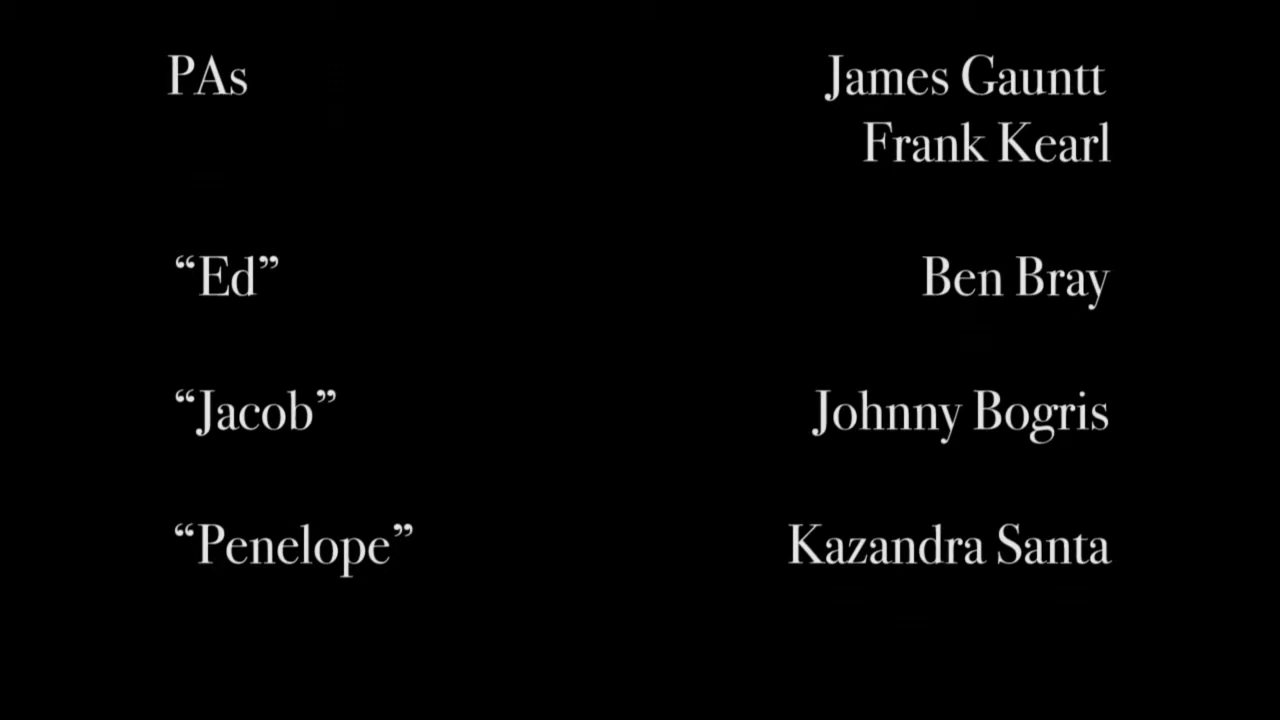 PAs James Gauntt
Frank Kearl
“Ed” Ben Bray
“Jacob” Johnny Bogris
“Penelope” Kazandra Santa